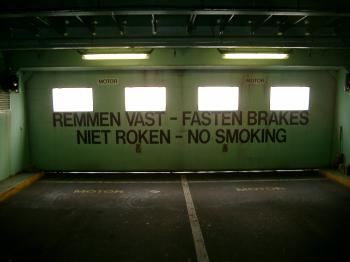 MOTOR MOTOR
REMMEN VAST - FASTEN BRAKES
NIET ROKEN - NO SMOKING
MOTOR MOTOR